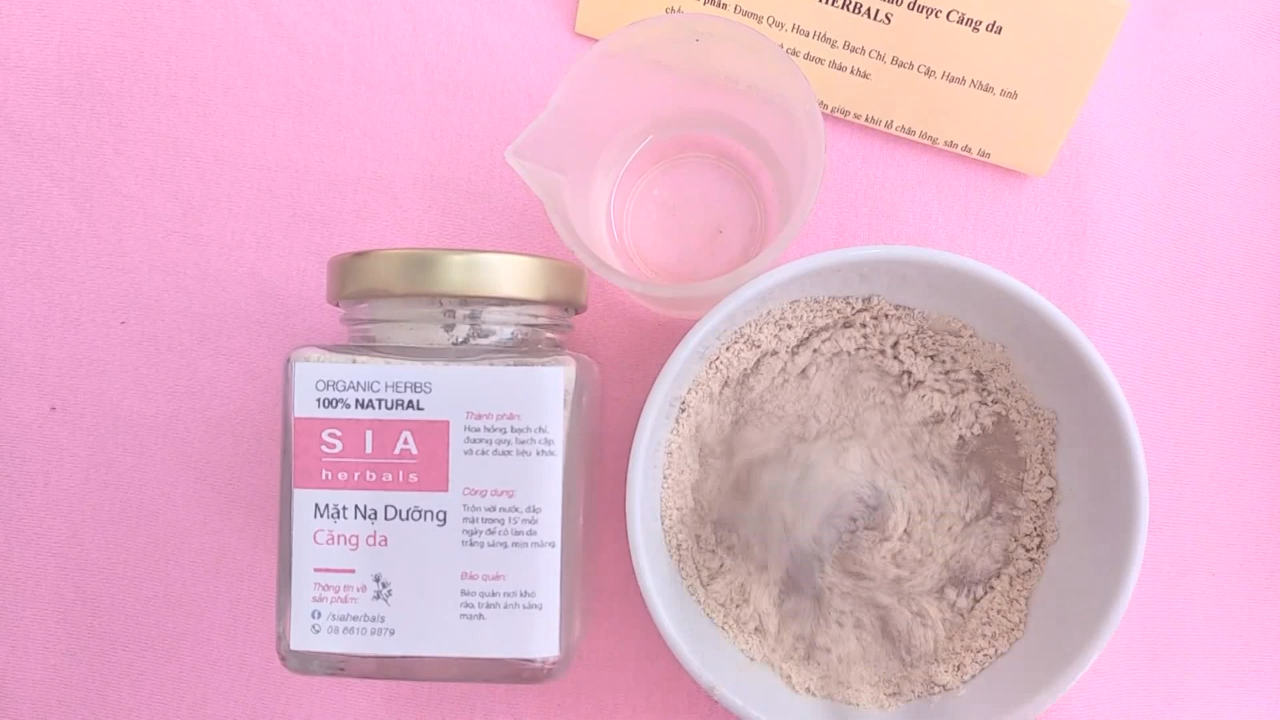 dược Căng da
HERBALS
phần: Đương Quy, Hoa Hồng, Bạch Chỉ, Bạch Cập, Hạnh Nhân, tinh
các dược thảo khác.
giúp se khít lỗ chân lông, săn da, làn
ORGANIC HERBS
100% NATURAL
SIA
herbals
Mặt Nạ Dưỡng
Căng da
Thông tin về
sản phẩm:
/siaherbals
08 6610 9879
Thành phần:
Hoa hồng, bạch chỉ,
đương quy, bạch cập,
và các dược liệu khác.
Công dụng:
Trộn với nước, đắp
mặt trong 15' mỗi
ngày để có làn da
trắng sáng, mịn màng.
Bảo quản:
Bảo quản nơi khô
ráo, tránh ánh sáng
mạnh.